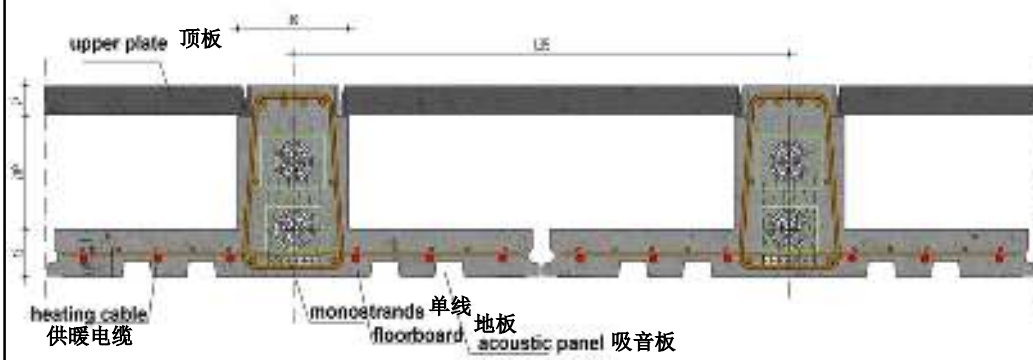 upper plate 顶板
heating cable
供暖电缆
monostrands 单线
floorboard 地板
acoustic panel 吸音板